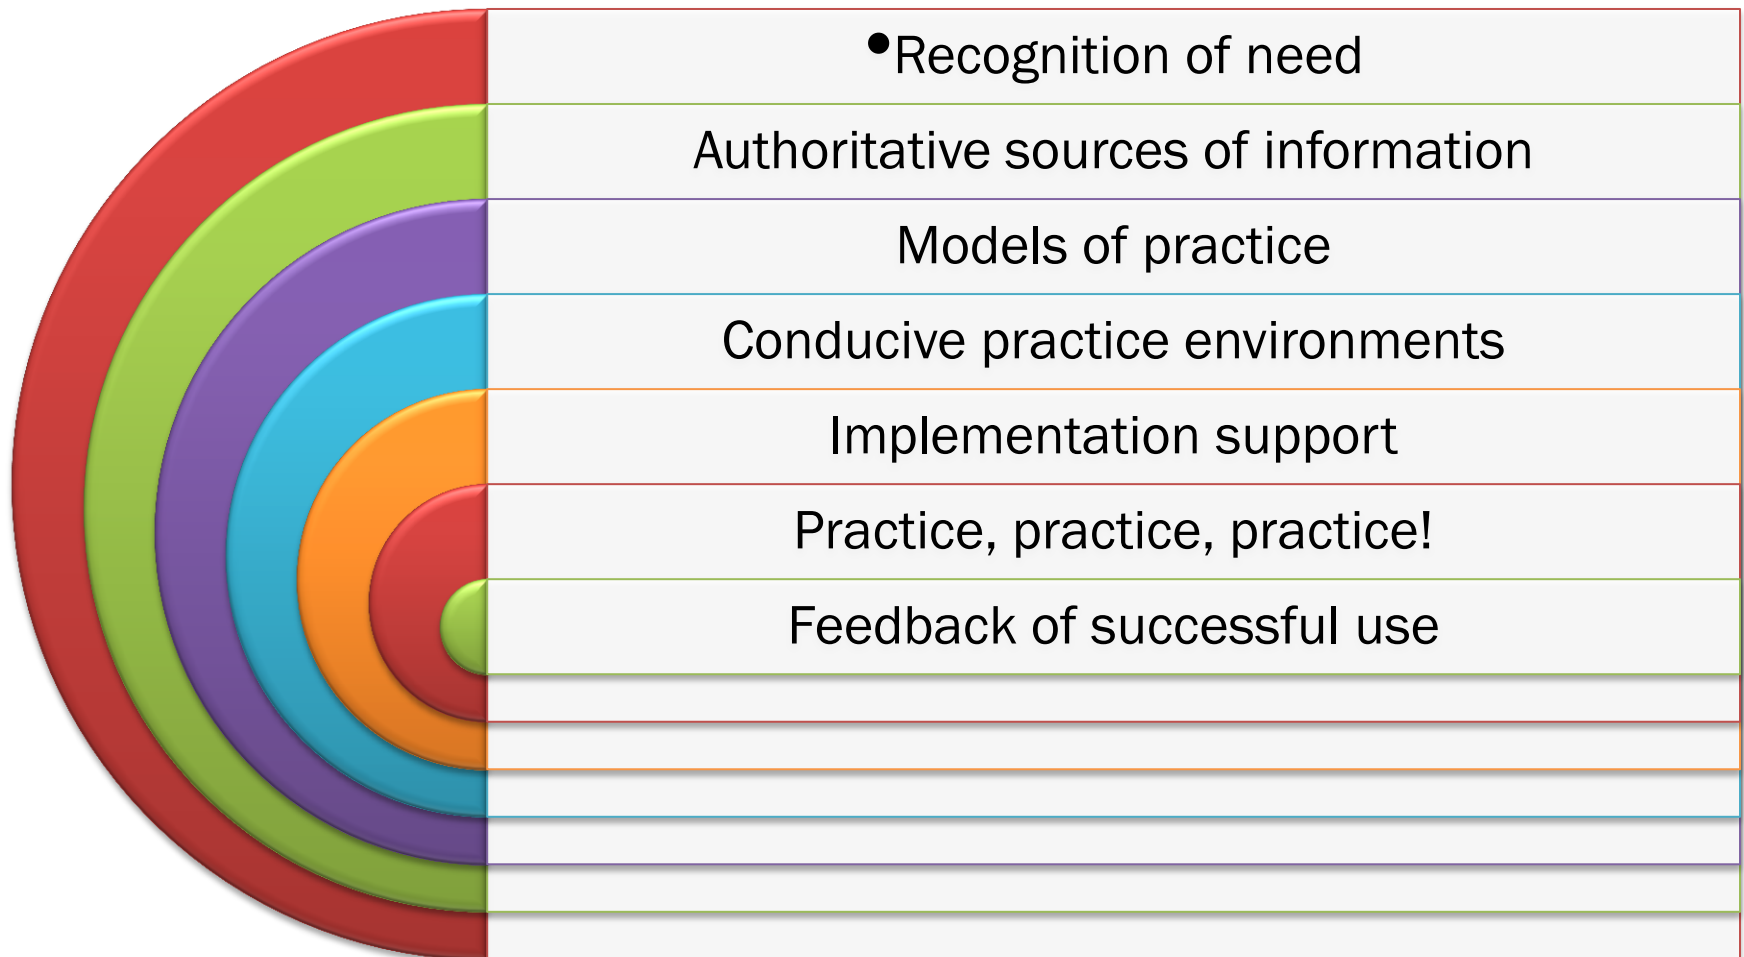 •Recognition of need
Authoritative sources of information
Models of practice
Conducive practice environments
Implementation support
Practice, practice, practice!
Feedback of successful use